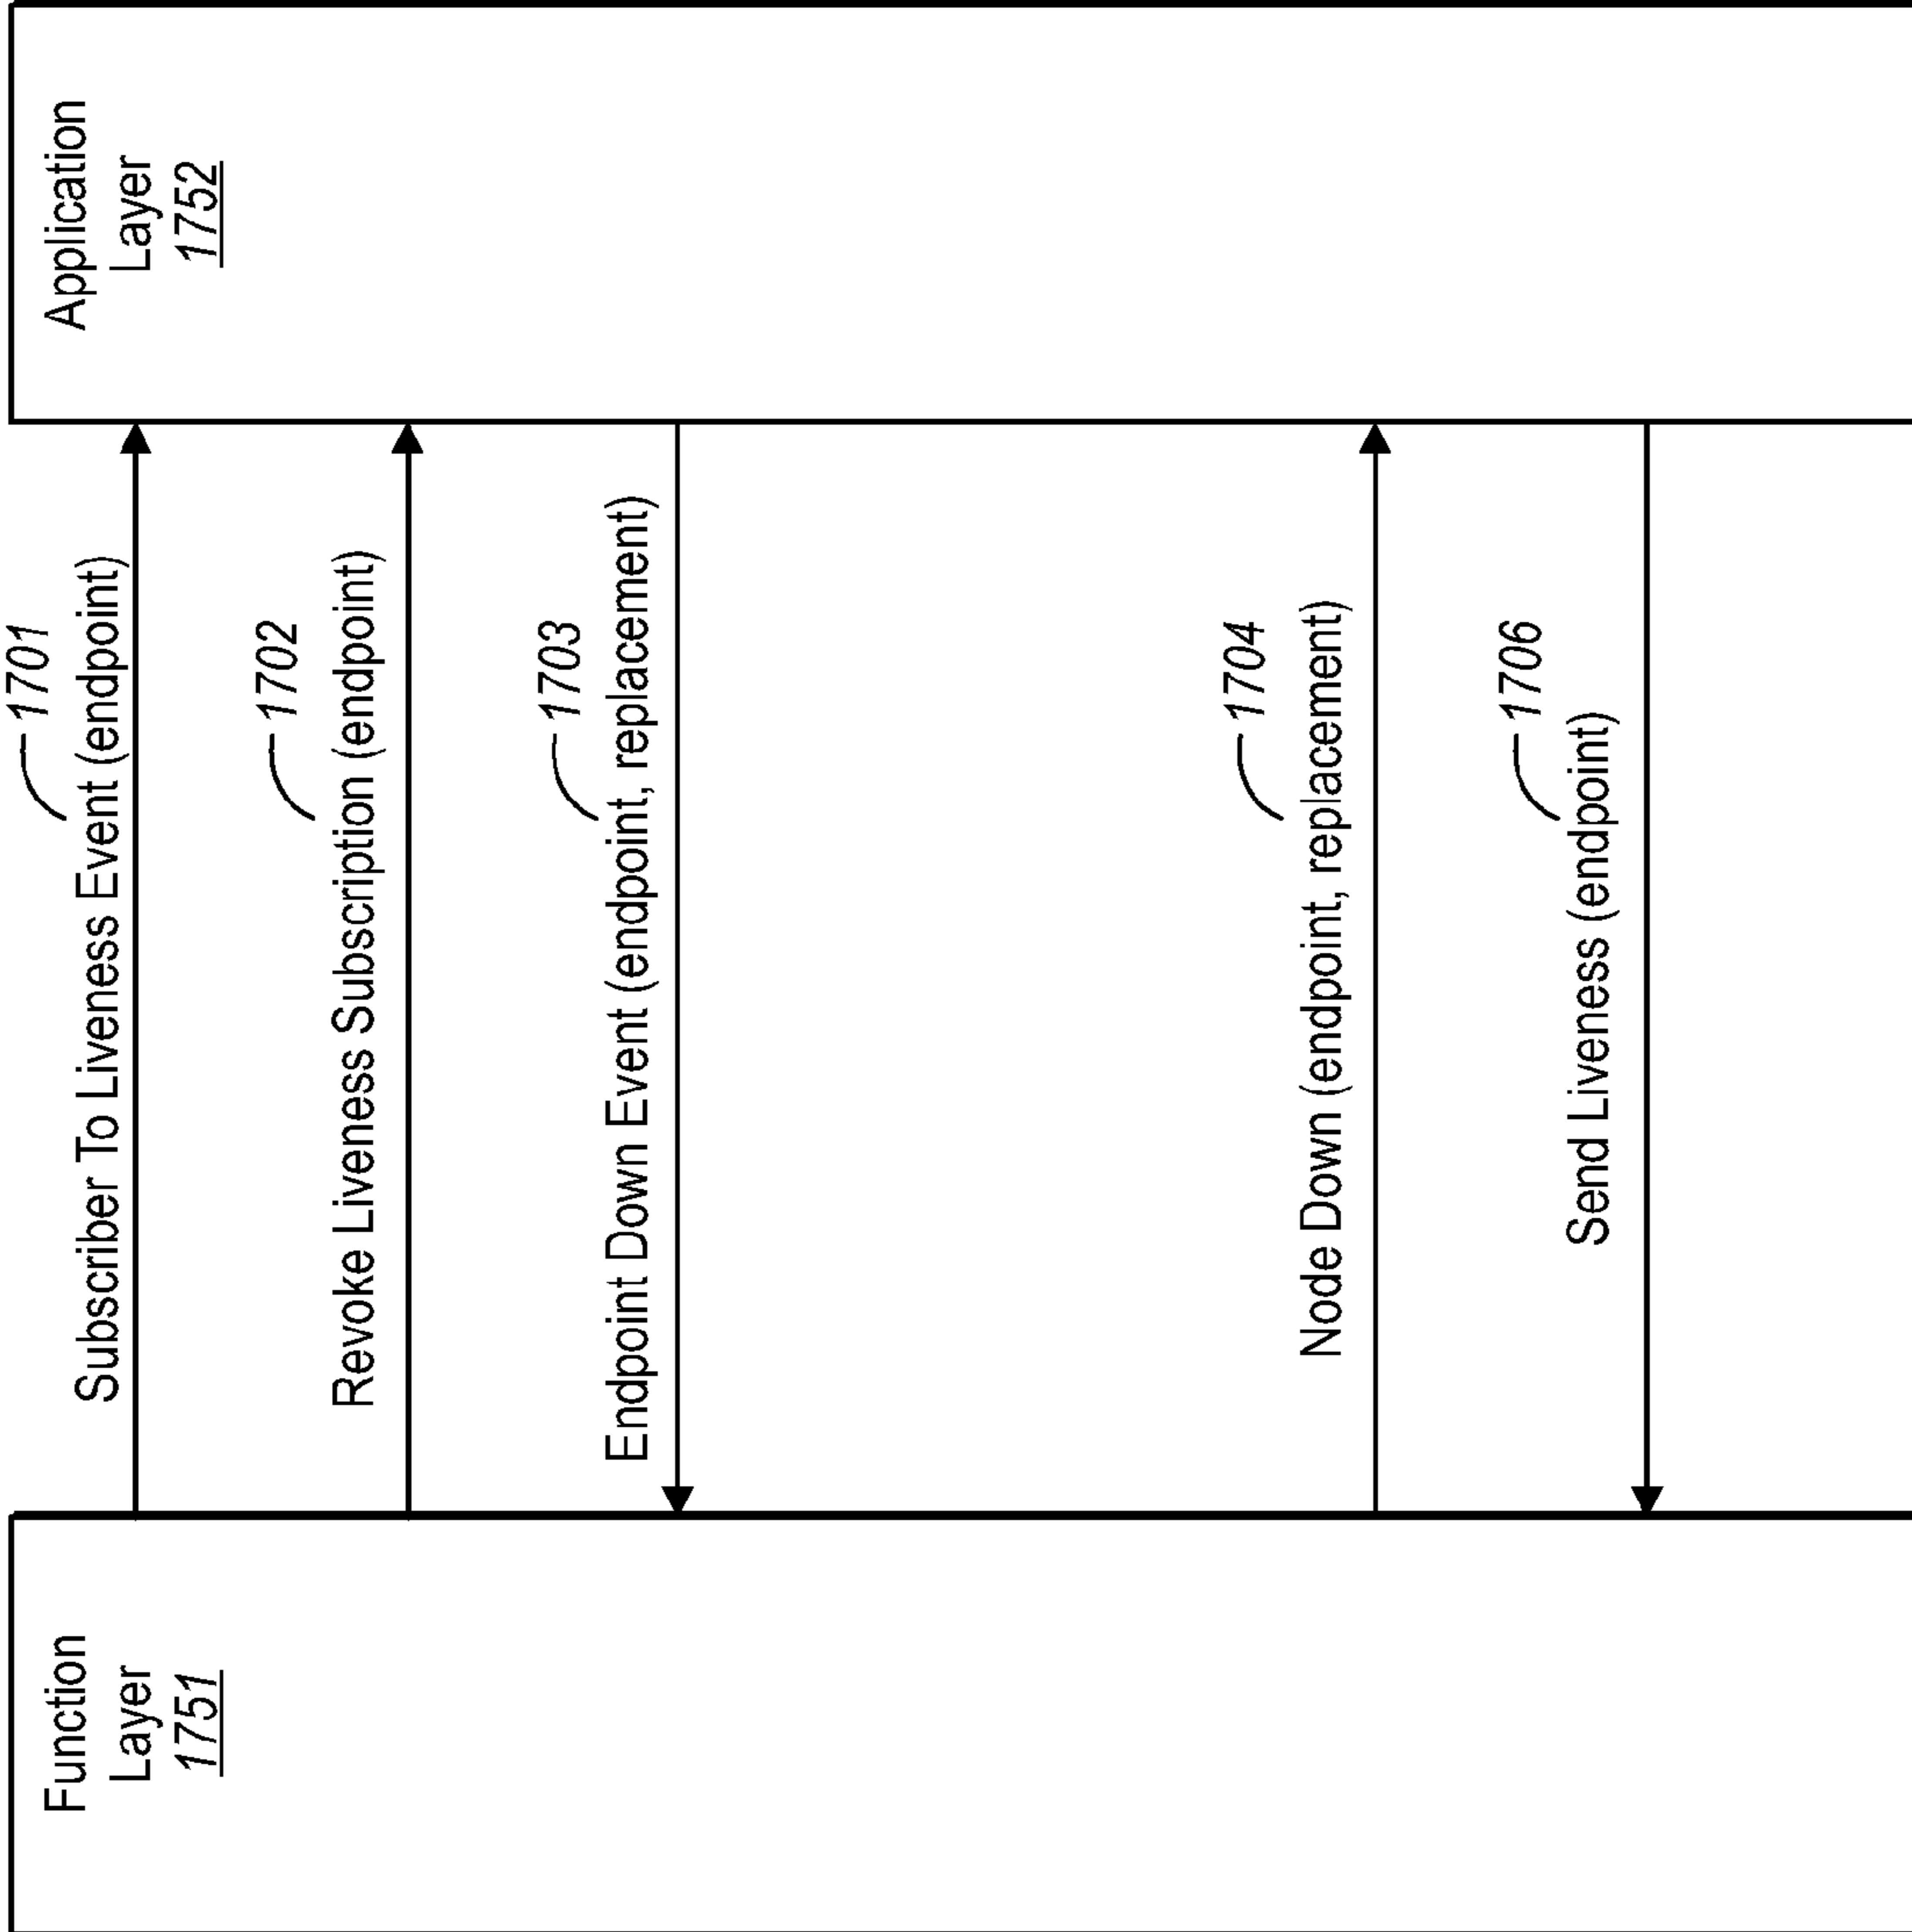 Function
Layer
1751
Application
Layer
1752
1701
Subscriber To Liveness Event (endpoint)
1702
Revoke Liveness Subscription (endpoint)
1703
Endpoint Down Event (endpoint, replacement)
1704
Node Down (endpoint, replacement)
1706
Send Liveness (endpoint)